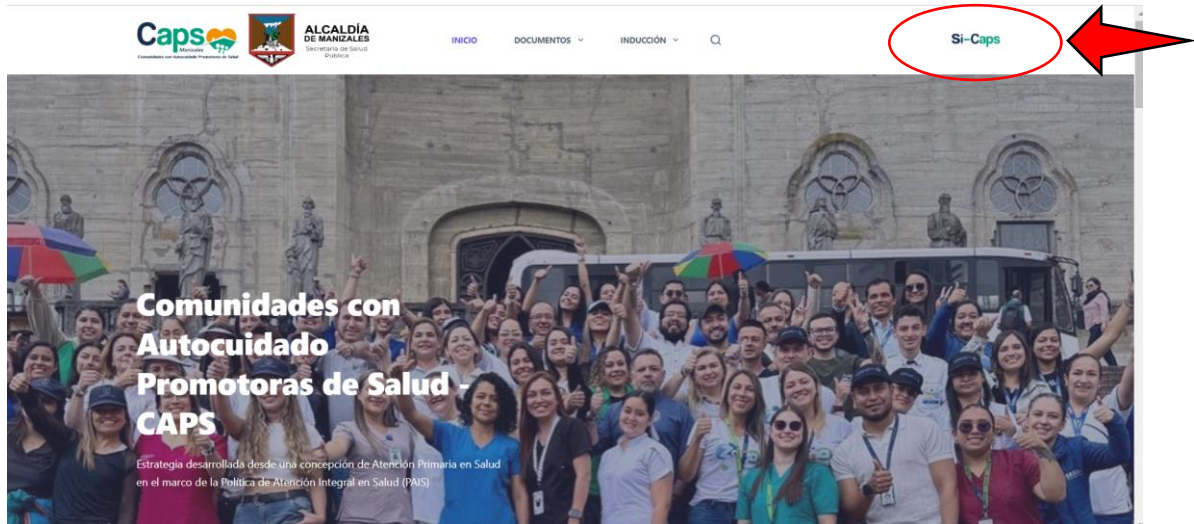 Caps
Manizales
Comunidades con Autocuidado Promotoras de Salud
ALCALDÍA
DE MANIZALES
Secretaría de Salud
Pública
INICIO
DOCUMENTOS
INDUCCIÓN
Si-Caps
Comunidades con
Autocuidado
Promotoras de Salud -
CAPS
Estrategia desarrollada desde una concepción de Atención Primaria en Salud
en el marco de la Política de Atención Integral en Salud (PAIS)